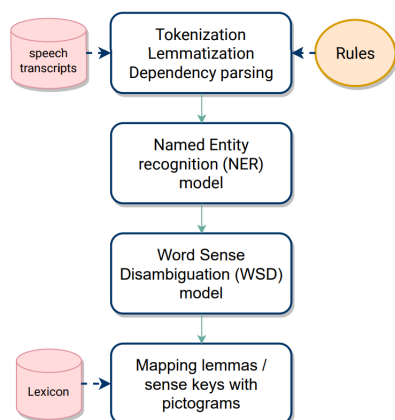 speech
transcripts
Tokenization
Lemmatization
Dependency parsing
Rules
Named Entity
recognition (NER)
model
Word Sense
Disambiguation (WSD)
model
Lexicon
Mapping lemmas /
sense keys with
pictograms